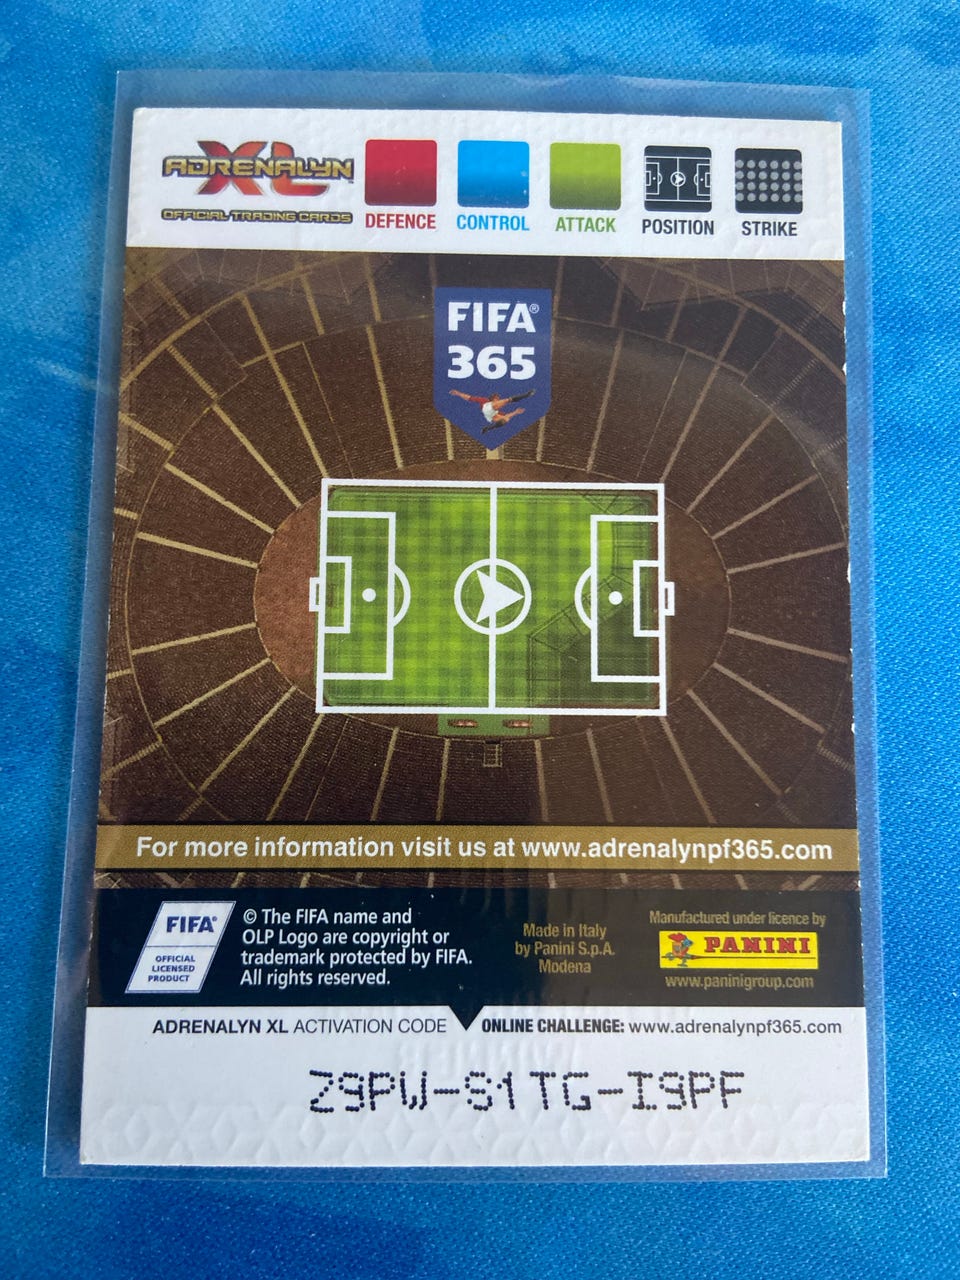 ADRENALYN XL
OFFICIAL TRADING CARDS
DEFENCE CONTROL ATTACK POSITION STRIKE
FIFA®
365
For more information visit us at www.adrenalynpf365.com
FIFA®
OFFICIAL
LICENSED
PRODUCT
© The FIFA name and
OLP Logo are copyright or
trademark protected by FIFA.
All rights reserved.
Made in Italy
by Panini S.p.A.
Modena
Manufactured under licence by
PANINI
www.paninigroup.com
ADRENALYN XL ACTIVATION CODE
ONLINE CHALLENGE: www.adrenalynpf365.com
Z9PW-S1TG-I9PF